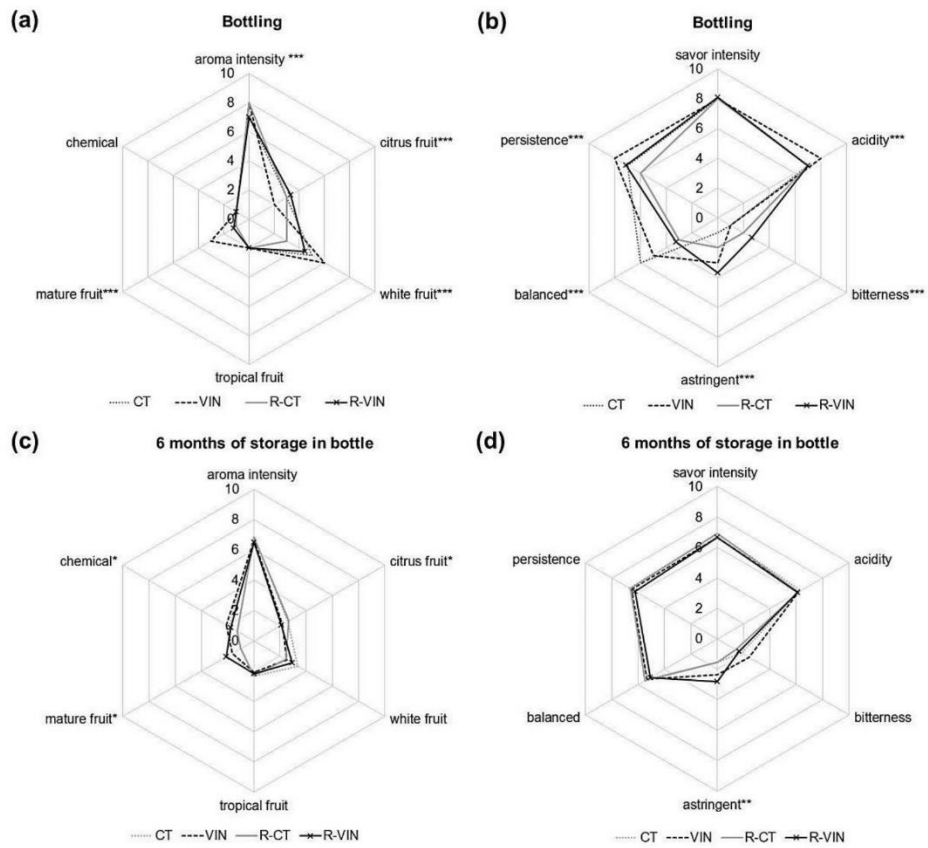 (a)
Bottling
aroma intensity ***
10
8
6
4
2
0
chemical
citrus fruit***
mature fruit***
white fruit***
tropical fruit
CT VIN R-CT R-VIN
(b)
Bottling
savor intensity
10
8
6
4
2
0
persistence***
acidity***
balanced***
bitterness***
astringent***
CT VIN R-CT R-VIN
(c)
6 months of storage in bottle
aroma intensity
10
8
6
4
2
0
chemical*
citrus fruit*
mature fruit*
white fruit
tropical fruit
CT VIN R-CT R-VIN
(d)
6 months of storage in bottle
savor intensity
10
8
6
4
2
0
persistence
acidity
balanced
bitterness
astringent**
CT VIN R-CT R-VIN